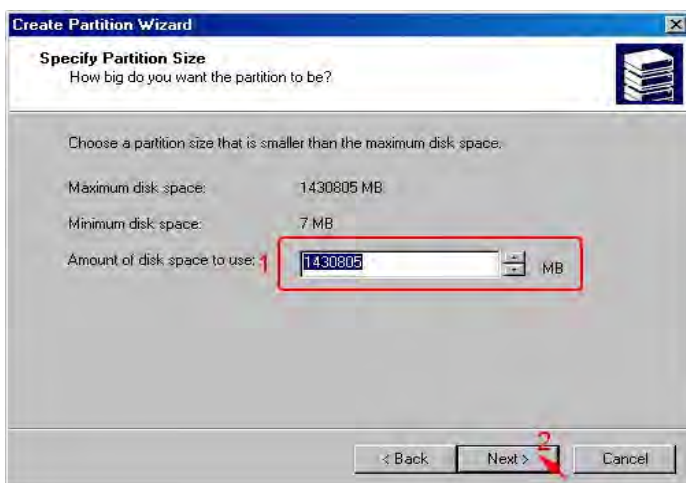 Create Partition Wizard
Specify Partition Size
How big do you want the partition to be?
Choose a partition size that is smaller than the maximum disk space.
Maximum disk space: 1430805 MB
Minimum disk space: 7 MB
Amount of disk space to use: 1 1430805 MB
2
< Back Next > Cancel